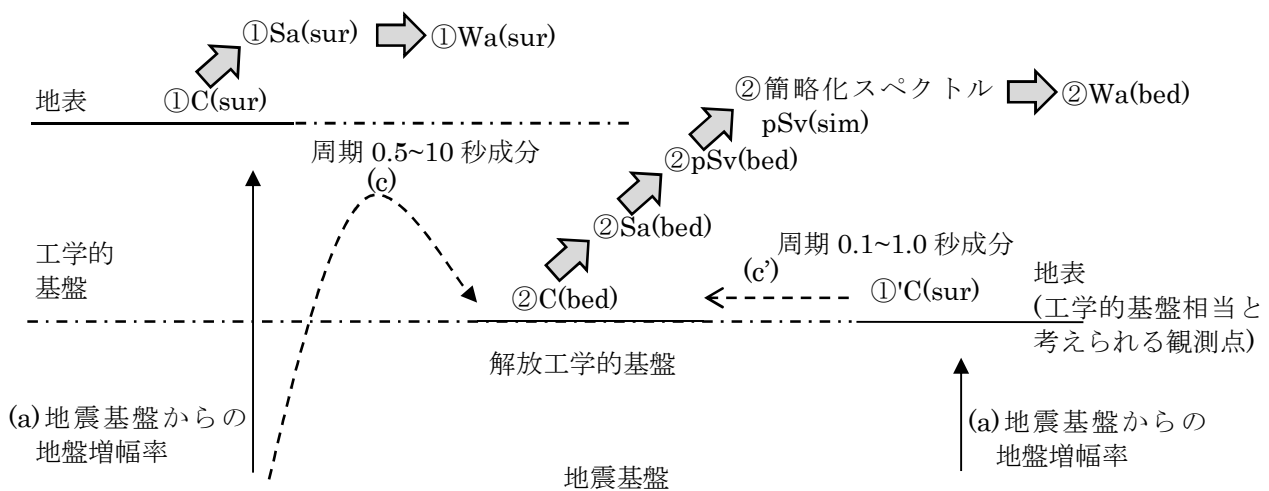 ①Sa(sur)
①Wa(sur)
①C(sur)
地表
②簡略化スペクトル
pSv(sim)
②Wa(bed)
周期 0.5~10 秒成分
(c)
②pSv(bed)
②Sa(bed)
工学的
基盤
②C(bed)
周期 0.1~1.0 秒成分
(c’)
①'C(sur)
地表
(工学的基盤相当と
考えられる観測点)
解放工学的基盤
(a)地震基盤からの
地盤増幅率
地震基盤
(a)地震基盤からの
地盤増幅率